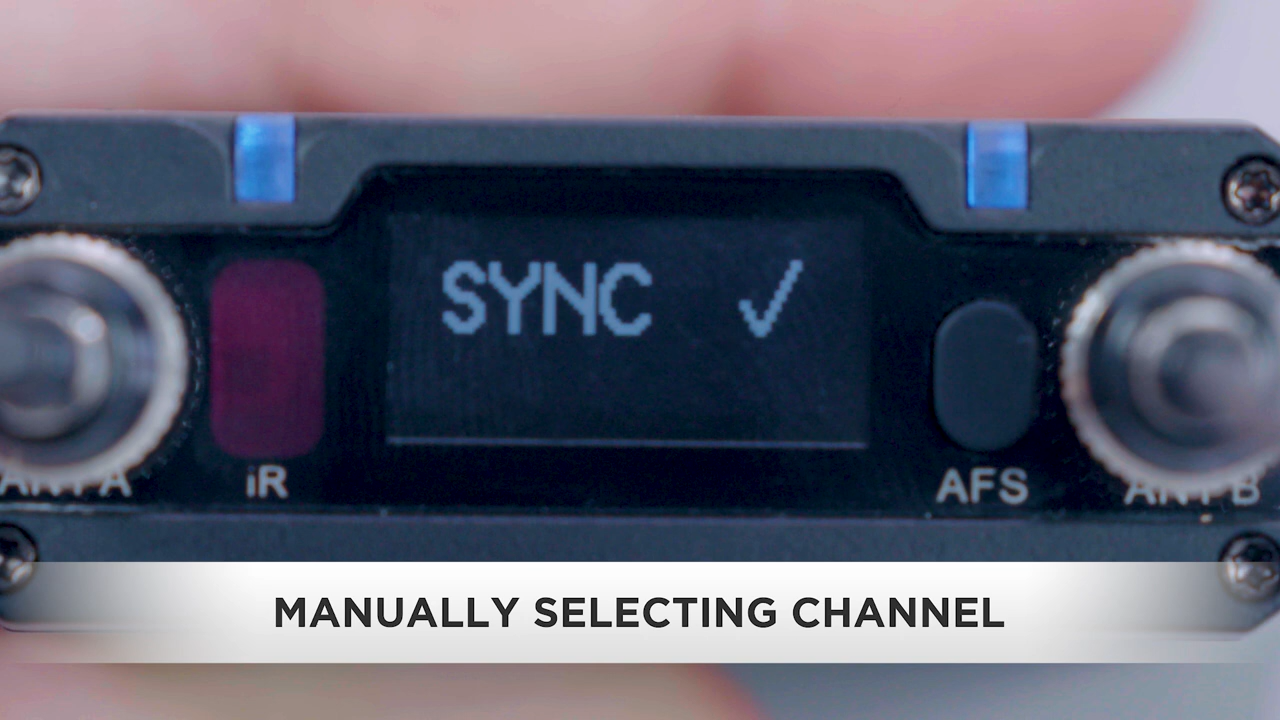 SYNC ✓
ANT A
iR
AFS
ANT B
MANUALLY SELECTING CHANNEL